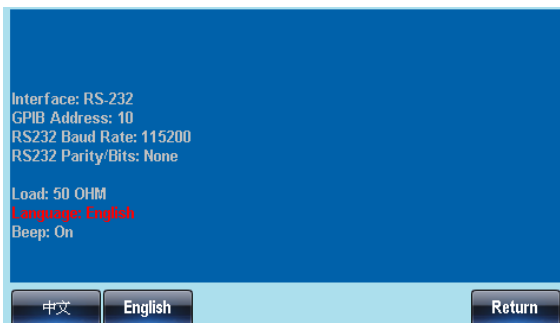 Interface: RS-232
GPIB Address: 10
RS232 Baud Rate: 115200
RS232 Parity/Bits: None
Load: 50 OHM
Language: English
Beep: On
中文 English Return